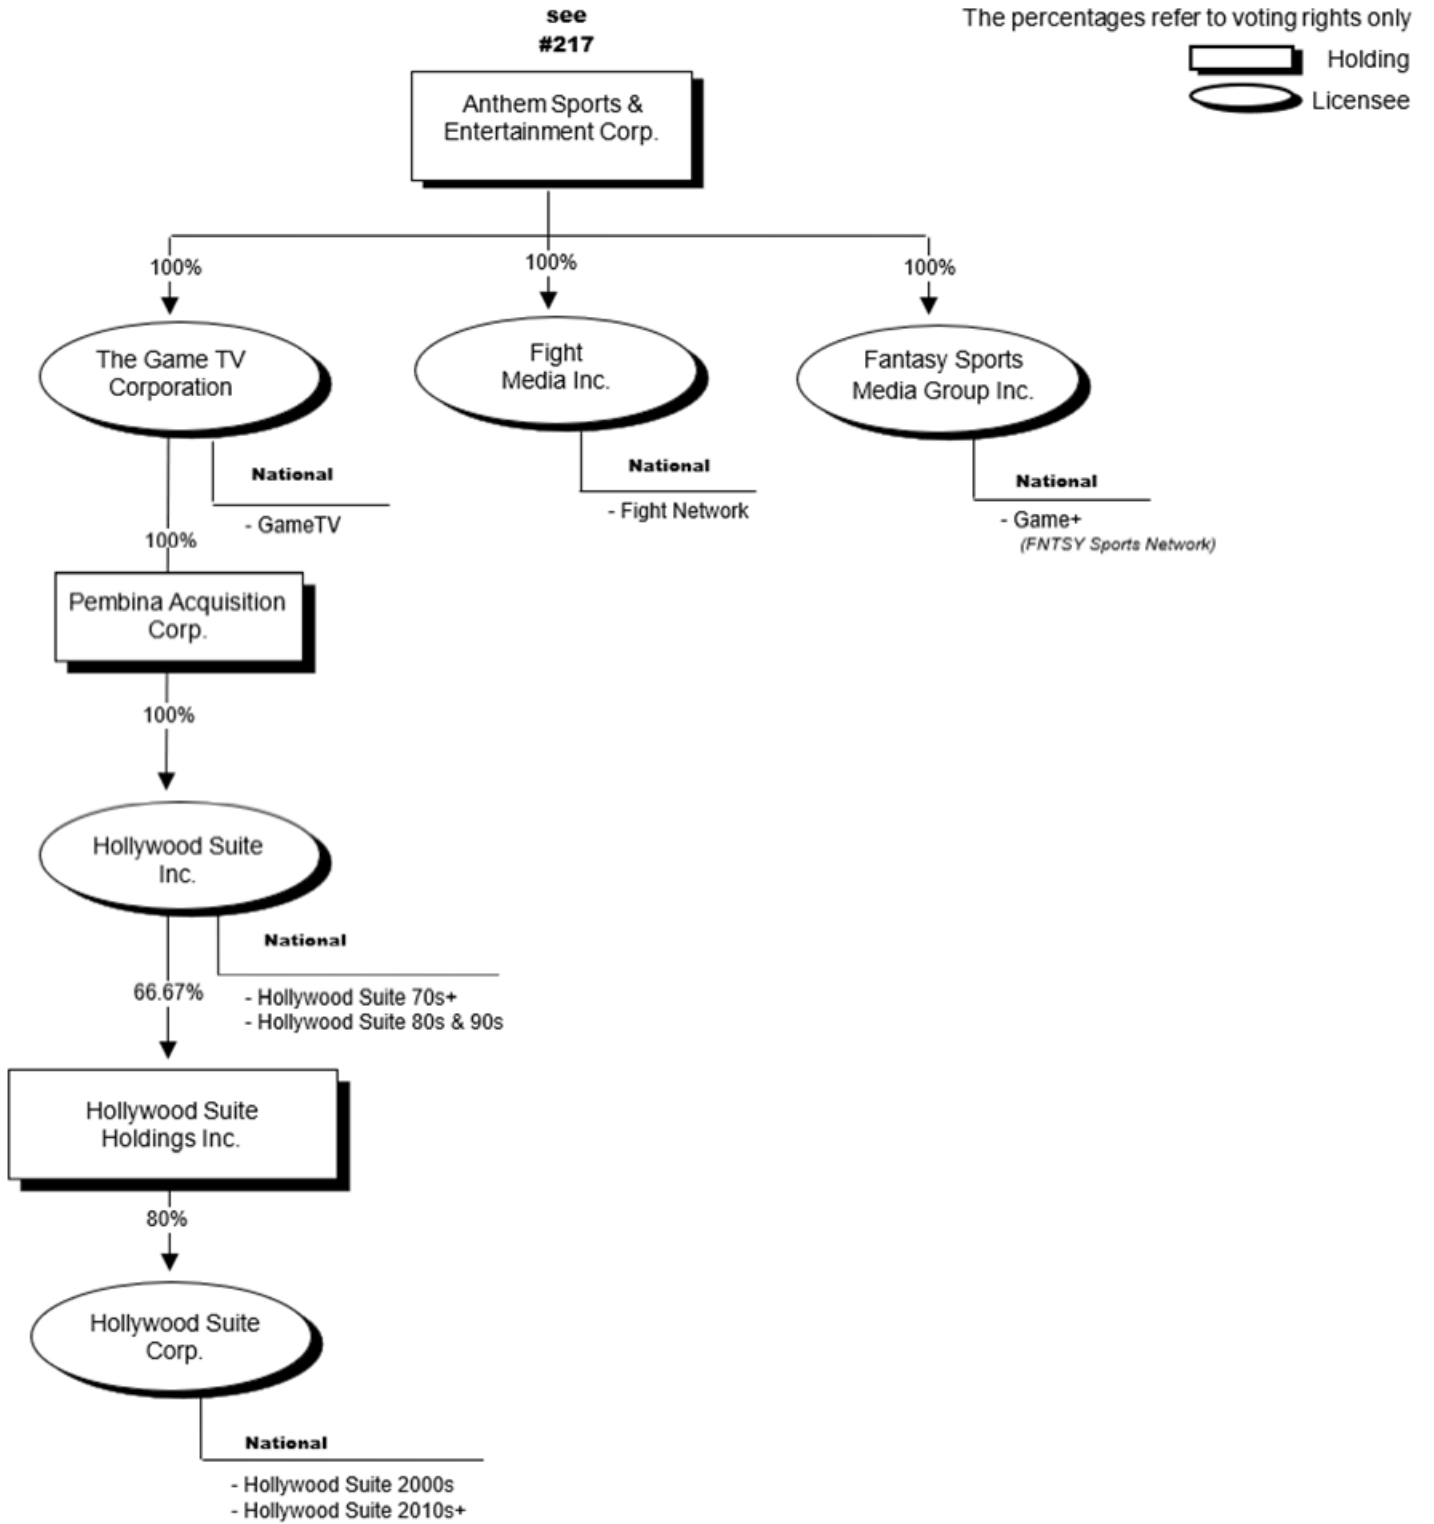 see
#217
The percentages refer to voting rights only
Holding
Licensee
Anthem Sports &
Entertainment Corp.
100%
100%
100%
The Game TV
Corporation
Fight
Media Inc.
Fantasy Sports
Media Group Inc.
National
- GameTV
National
- Fight Network
National
- Game+
(FNTSY Sports Network)
100%
Pembina Acquisition
Corp.
100%
Hollywood Suite
Inc.
National
- Hollywood Suite 70s+
- Hollywood Suite 80s & 90s
66.67%
Hollywood Suite
Holdings Inc.
80%
Hollywood Suite
Corp.
National
- Hollywood Suite 2000s
- Hollywood Suite 2010s+